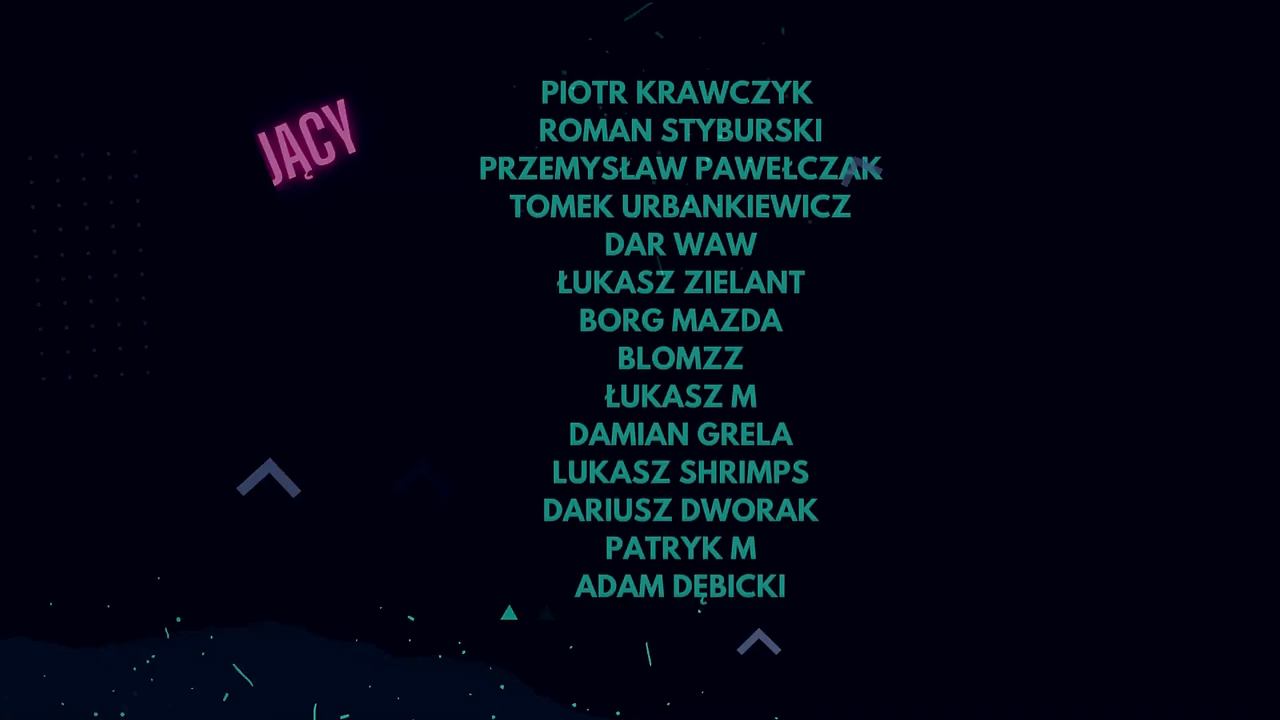 JĄCY
PIOTR KRAWCZYK
ROMAN STYBURSKI
PRZEMYSŁAW PAWEŁCZAK
TOMEK URBANKIEWICZ
DAR WAW
ŁUKASZ ZIELANT
BORG MAZDA
BLOMZZ
ŁUKASZ M
DAMIAN GRELA
LUKASZ SHRIMPS
DARIUSZ DWORAK
PATRYK M
ADAM DĘBICKI